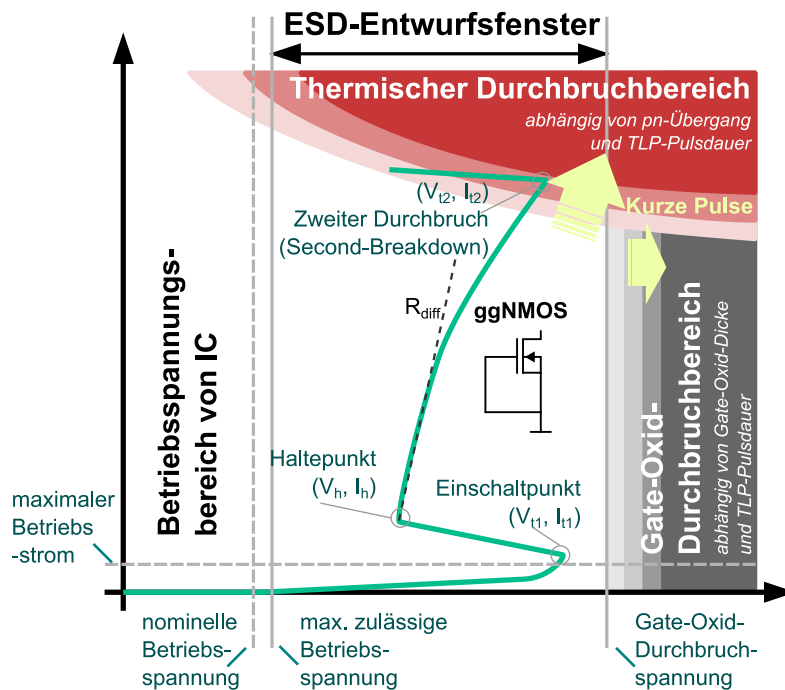 ESD-Entwurfsfenster
Thermischer Durchbruchbereich
abhängig von pn-Übergang
und TLP-Pulsdauer
(Vt2, It2)
Zweiter Durchbruch
(Second-Breakdown)
Kurze Pulse
Rdiff
ggNMOS
Betriebsspannungs-
bereich von IC
Gate-Oxid-
Durchbruchbereich
abhängig von Gate-Oxid-Dicke
und TLP-Pulsdauer
Haltepunkt
(Vh, Ih)
Einschaltpunkt
(Vt1, It1)
maximaler
Betriebs
-strom
nominelle
Betriebs-
spannung
max. zulässige
Betriebs-
spannung
Gate-Oxid-
Durchbruch-
spannung